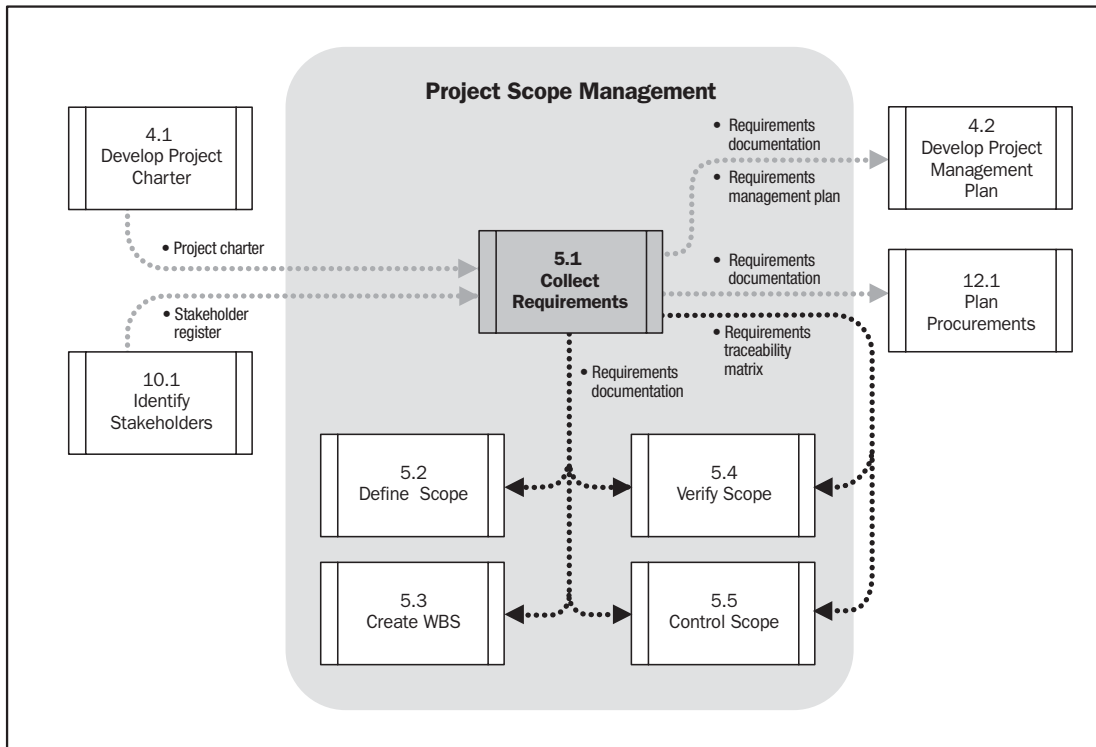 Project Scope Management
4.1
Develop Project
Charter
• Requirements
documentation
• Requirements
management plan
4.2
Develop Project
Management
Plan
• Project charter
5.1
Collect
Requirements
• Requirements
documentation
12.1
Plan
Procurements
• Stakeholder
register
• Requirements
traceability
matrix
10.1
Identify
Stakeholders
• Requirements
documentation
5.2
Define Scope
5.4
Verify Scope
5.3
Create WBS
5.5
Control Scope